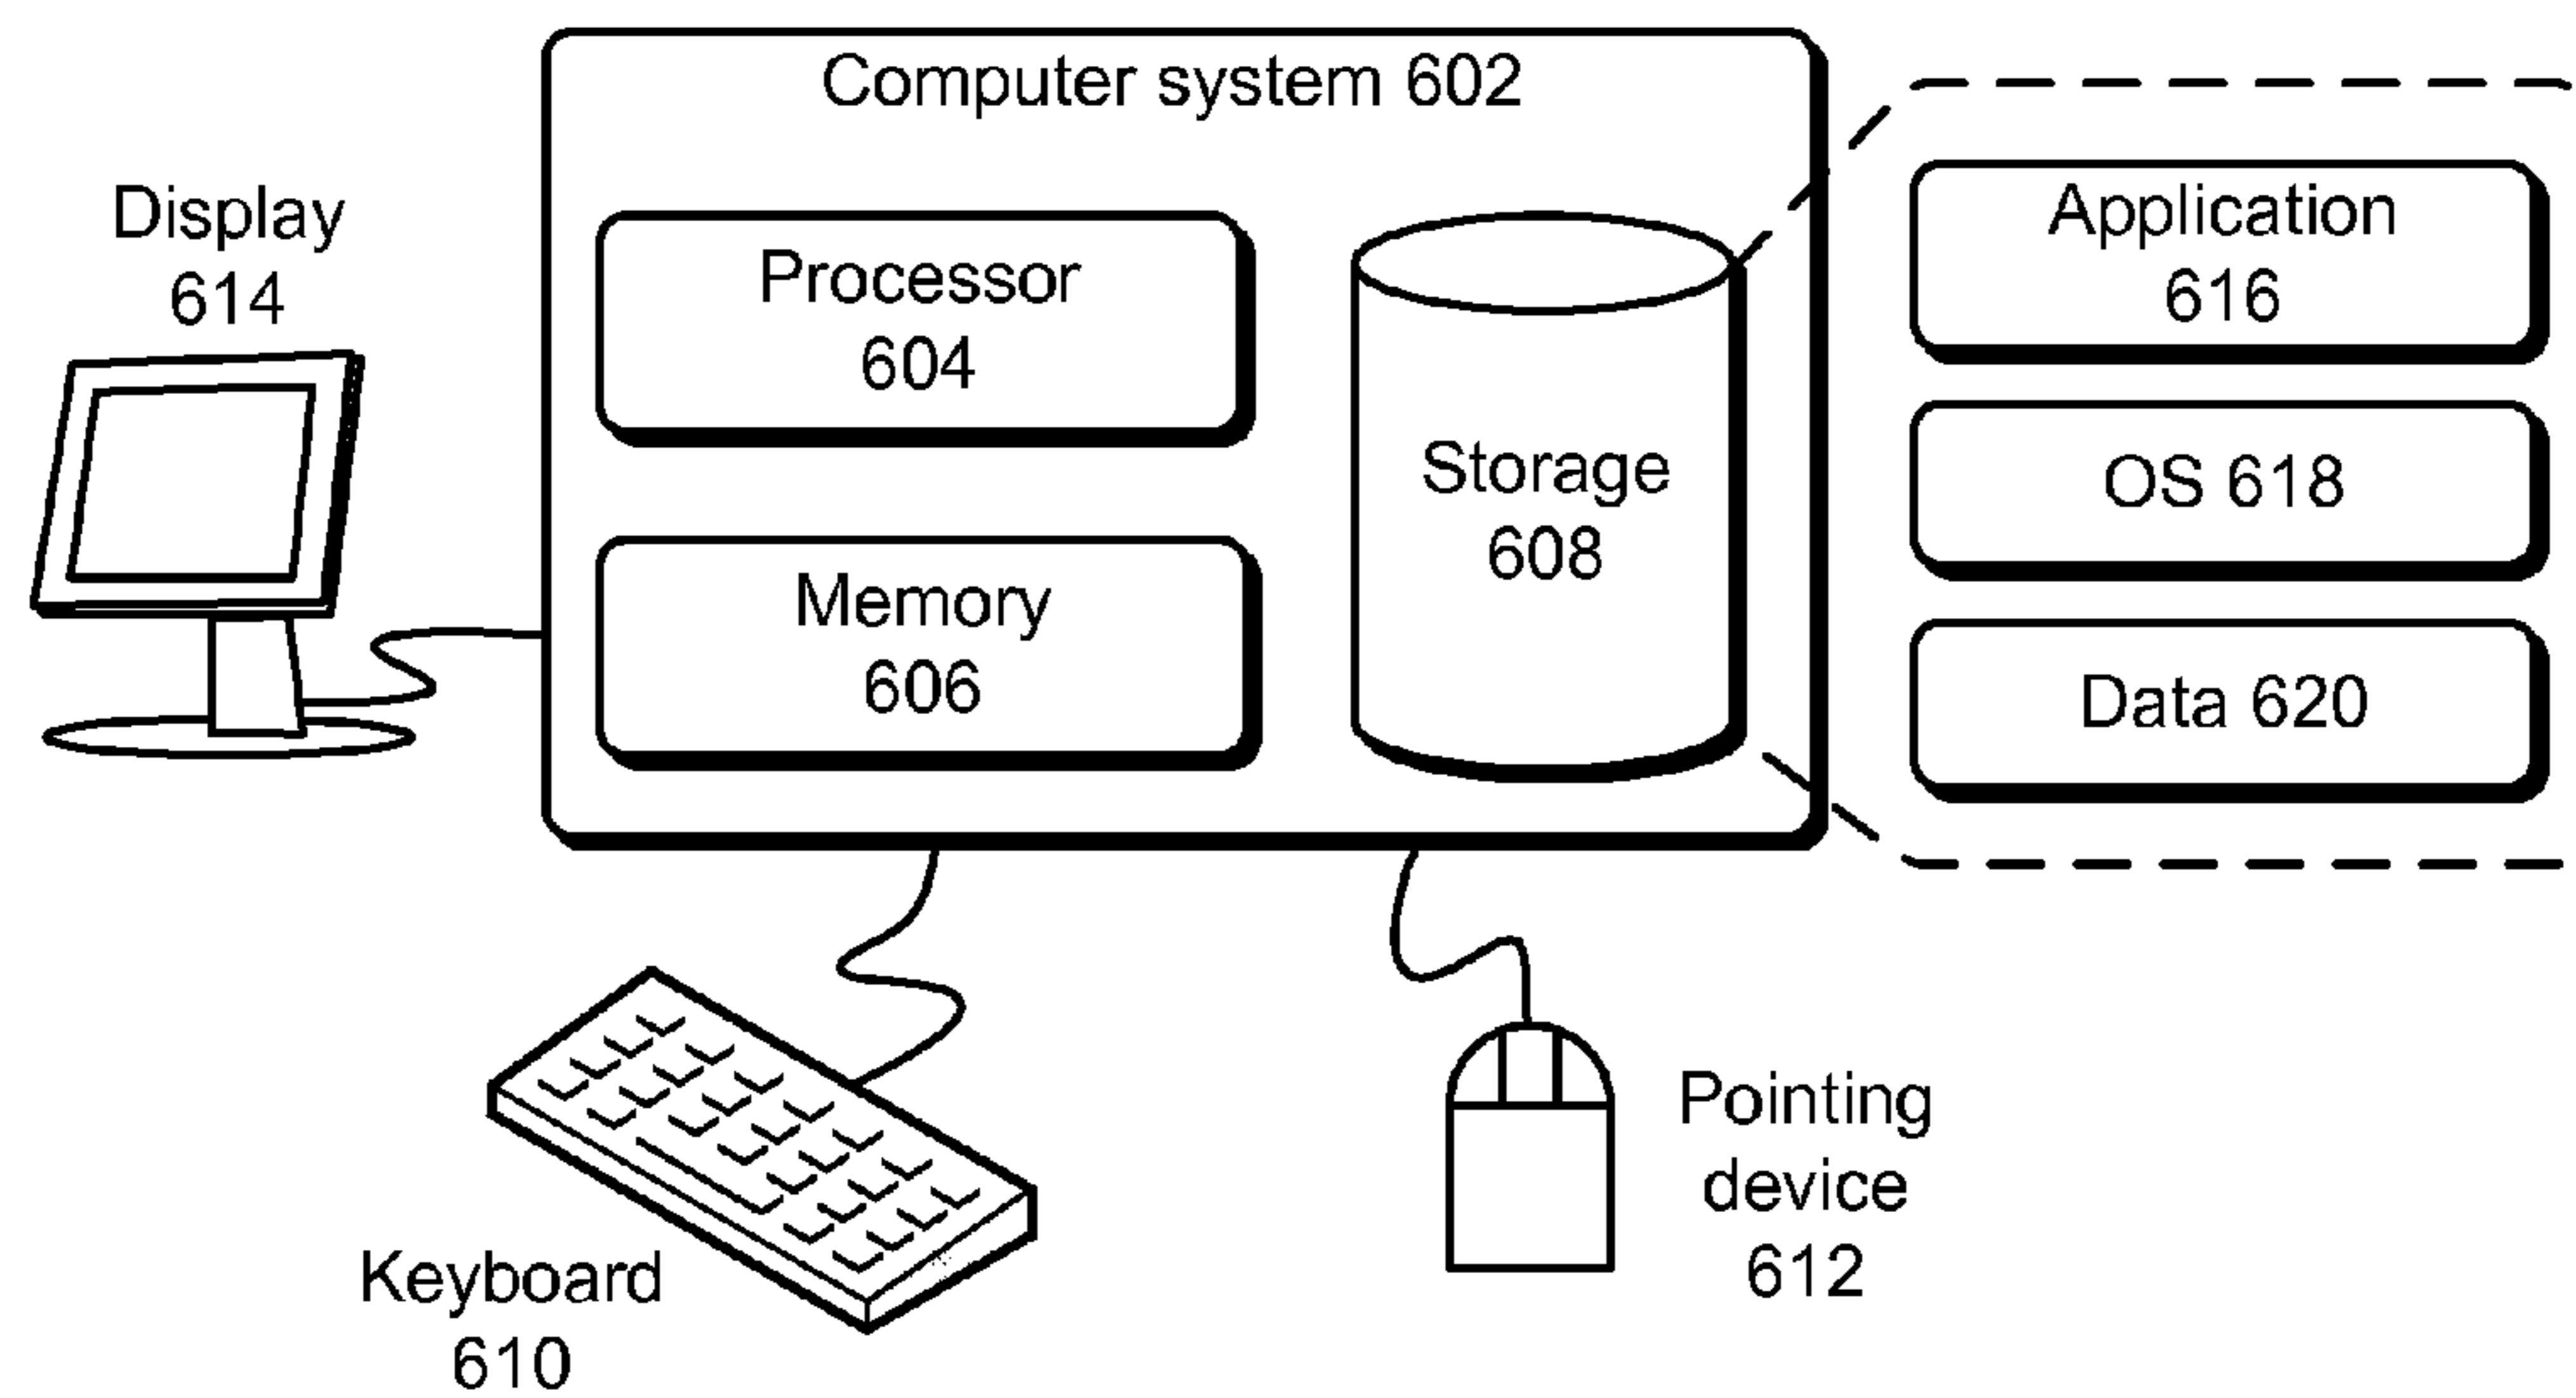 Computer system 602
Display
614
Processor
604
Memory
606
Storage
608
Application
616
OS 618
Data 620
Keyboard
610
Pointing
device
612